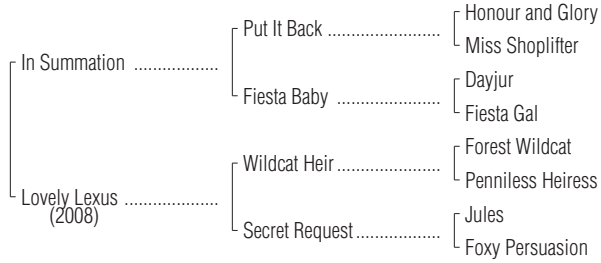 Honour and Glory
Put It Back ......................
Miss Shoplifter
In Summation .................
Dayjur
Fiesta Baby ....................
Fiesta Gal
Forest Wildcat
Wildcat Heir ....................
Penniless Heiress
Lovely Lexus ...................
(2008)
Jules
Secret Request .................
Foxy Persuasion